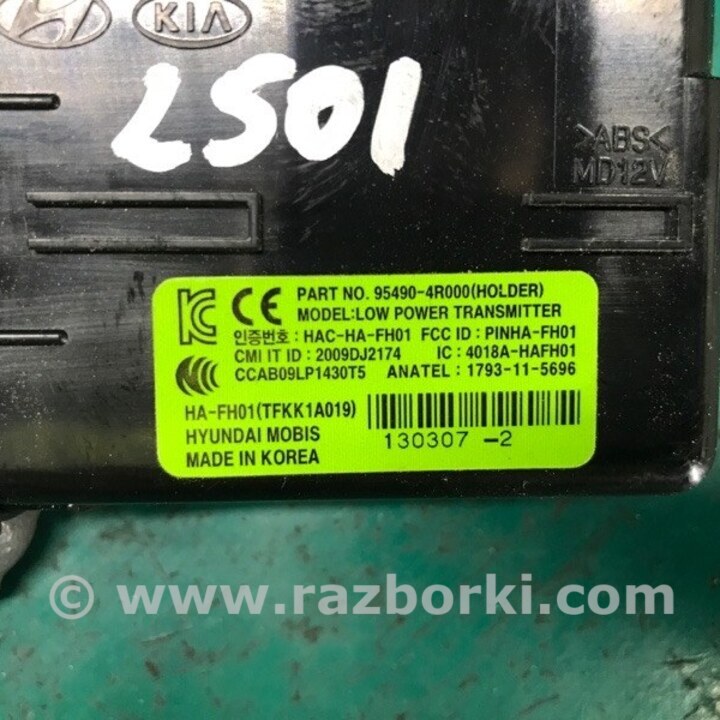 KIA
LS01
>ABS<
MD12V
PART NO. 95490-4R000(HOLDER)
CE MODEL:LOW POWER TRANSMITTER
인증번호 : HAC-HA-FH01 FCC ID : PINHA-FH01
CMI IT ID : 2009DJ2174 IC : 4018A-HAFH01
CCAB09LP1430T5 ANATEL : 1793-11-5696
HA-FH01(TFKK1A019)
HYUNDAI MOBIS
130307 -2
MADE IN KOREA
© www.razborki.com